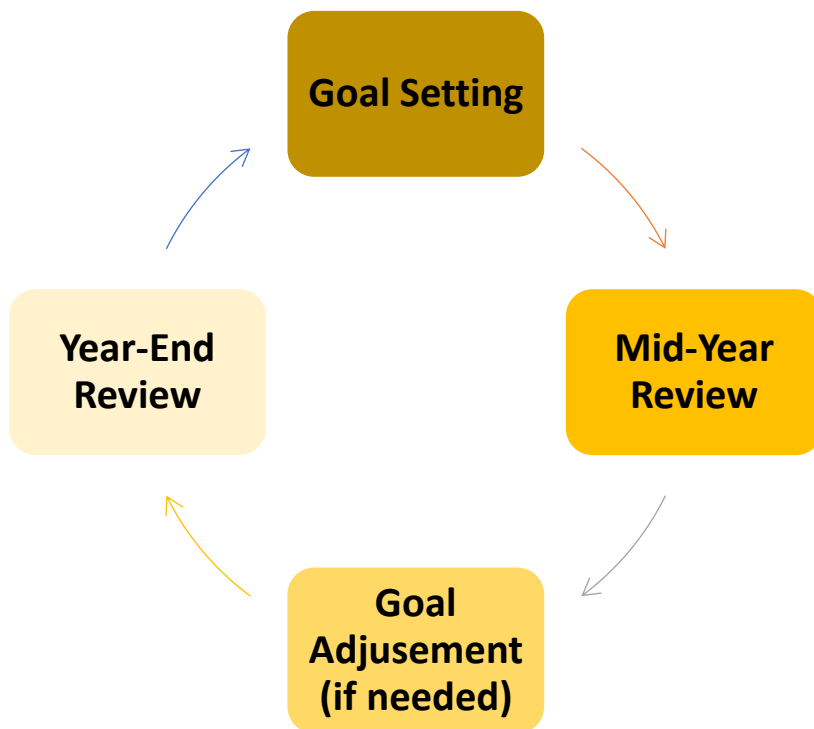 Goal Setting
Mid-Year
Review
Goal
Adjusement
(if needed)
Year-End
Review